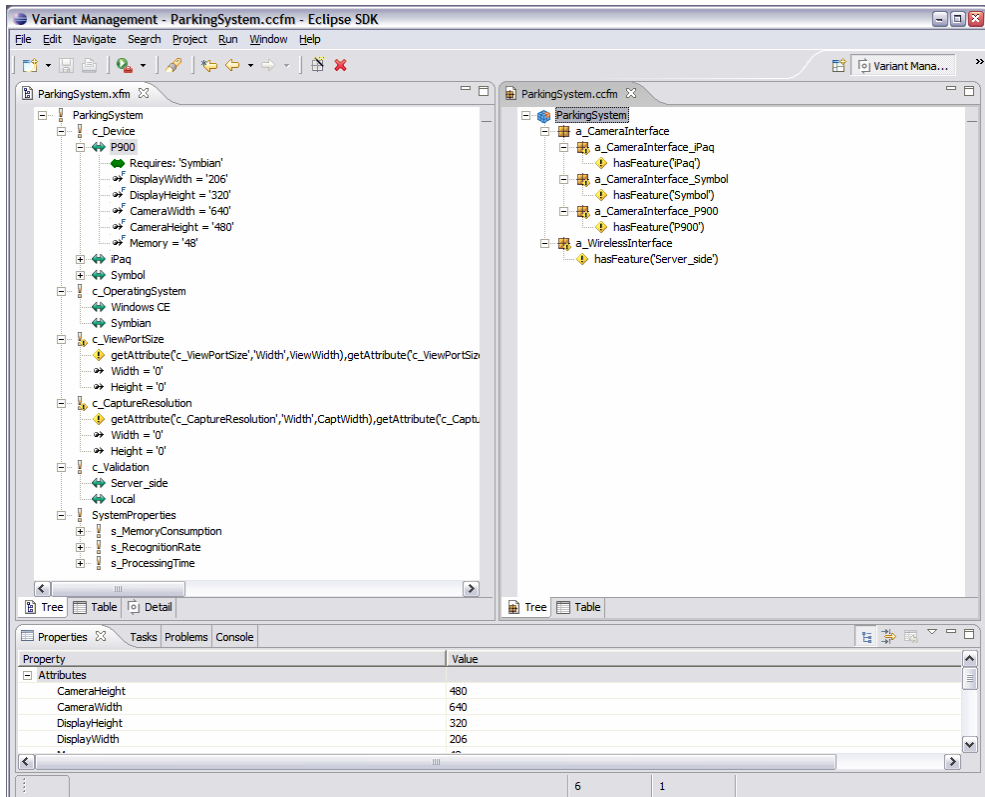 Variant Management - ParkingSystem.ccfm - Eclipse SDK
File Edit Navigate Search Project Run Window Help
Variant Mana...
»
ParkingSystem.xfm
ParkingSystem
c_Device
P900
Requires: 'Symbian'
F DisplayWidth = '206'
F DisplayHeight = '320'
F CameraWidth = '640'
F CameraHeight = '480'
F Memory = '48'
iPaq
Symbol
c_OperatingSystem
Windows CE
Symbian
c_ViewPortSize
getAttribute('c_ViewPortSize','Width',ViewWidth),getAttribute('c_ViewPortSiz
Width = '0'
Height = '0'
c_CaptureResolution
getAttribute('c_CaptureResolution','Width',CaptWidth),getAttribute('c_Captu
Width = '0'
Height = '0'
c_Validation
Server_side
Local
SystemProperties
s_MemoryConsumption
s_RecognitionRate
s_ProcessingTime
Tree Table Detail
ParkingSystem.ccfm
ParkingSystem
a_CameraInterface
a_CameraInterface_iPaq
hasFeature('iPaq')
a_CameraInterface_Symbol
hasFeature('Symbol')
a_CameraInterface_P900
hasFeature('P900')
a_WirelessInterface
hasFeature('Server_side')
Tree Table
Properties Tasks Problems Console
Property Value
Attributes
CameraHeight 480
CameraWidth 640
DisplayHeight 320
DisplayWidth 206
6 1